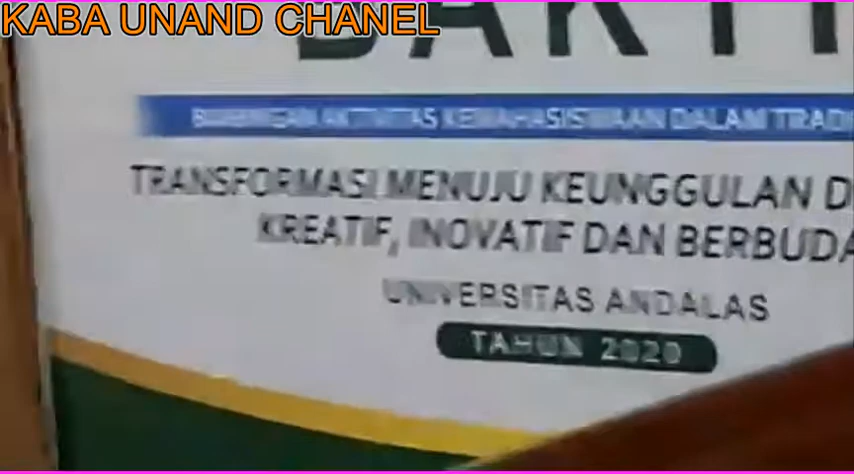 KABA UNAND CHANEL
BAKTI
BIMBINGAN AKTIVITAS KEMAHASISWAAN DALAM TRADI
TRANSFORMASI MENUJU KEUNGGULAN D
KREATIF, INOVATIF DAN BERBUDA
UNIVERSITAS ANDALAS
TAHUN 2020